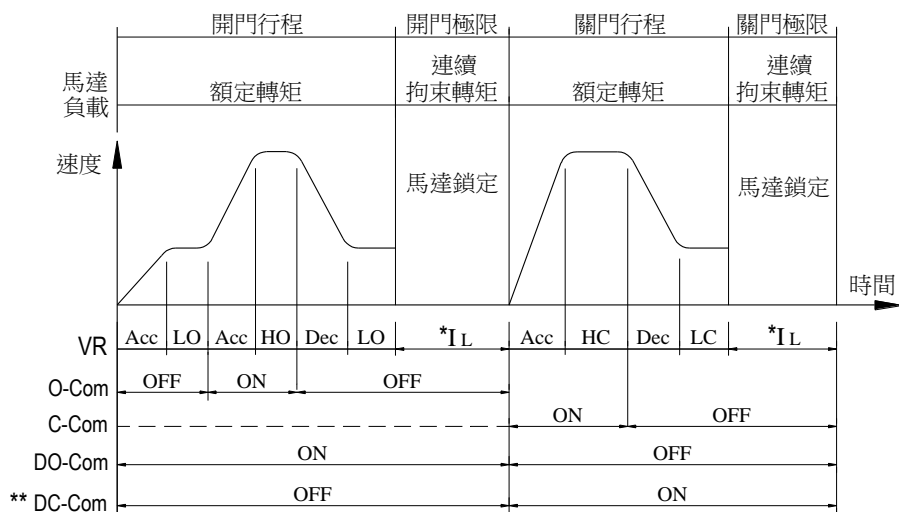 開門行程 開門極限 關門行程 關門極限
馬達
負載
額定轉矩 連續
拘束轉矩 額定轉矩 連續
拘束轉矩
速度
馬達鎖定 馬達鎖定
時間
VR Acc LO Acc HO Dec LO *IL Acc HC Dec LC *IL
O-Com OFF ON OFF
C-Com ON OFF
DO-Com ON OFF
** DC-Com OFF ON